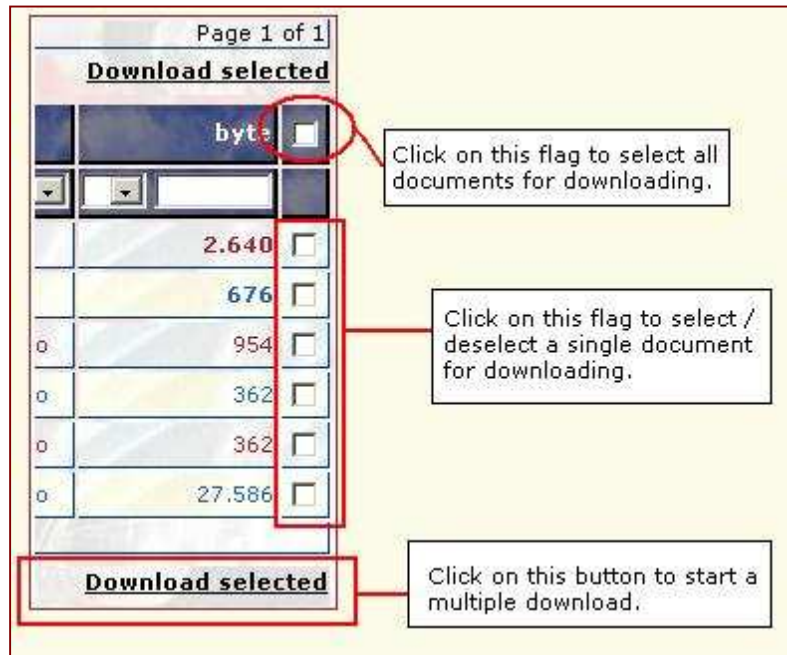 Page 1 of 1
Download selected
byte
Click on this flag to select all
documents for downloading.
2.640
676
Click on this flag to select /
deselect a single document
for downloading.
o 954
o 362
o 362
o 27.586
Download selected
Click on this button to start a
multiple download.